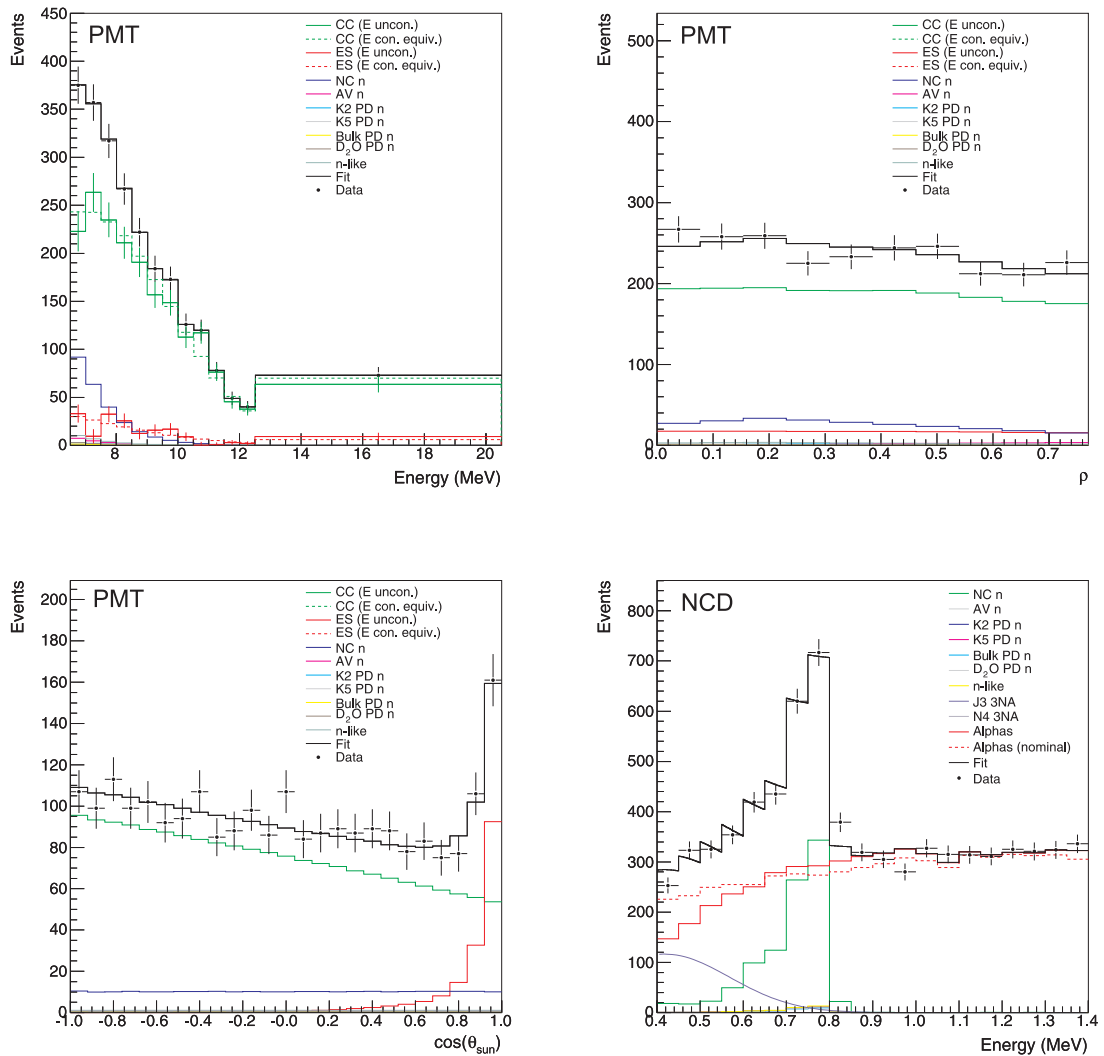 PMT
Events
450
400
350
300
250
200
150
100
50
0
CC (E uncon.)
CC (E con. equiv.)
ES (E uncon.)
ES (E con. equiv.)
NC n
AV n
K2 PD n
K5 PD n
Bulk PD n
D₂O PD n
n-like
Fit
Data
8 10 12 14 16 18 20
Energy (MeV)
PMT
Events
500
400
300
200
100
0
CC (E uncon.)
CC (E con. equiv.)
ES (E uncon.)
ES (E con. equiv.)
NC n
AV n
K2 PD n
K5 PD n
Bulk PD n
D₂O PD n
n-like
Fit
Data
0.0 0.1 0.2 0.3 0.4 0.5 0.6 0.7
ρ
PMT
Events
200
180
160
140
120
100
80
60
40
20
0
CC (E uncon.)
CC (E con. equiv.)
ES (E uncon.)
ES (E con. equiv.)
NC n
AV n
K2 PD n
K5 PD n
Bulk PD n
D₂O PD n
n-like
Fit
Data
-1.0 -0.8 -0.6 -0.4 -0.2 -0.0 0.2 0.4 0.6 0.8 1.0
cos(θsun)
NCD
Events
800
700
600
500
400
300
200
100
0
NC n
AV n
K2 PD n
K5 PD n
Bulk PD n
D₂O PD n
n-like
J3 3NA
N4 3NA
Alphas
Alphas (nominal)
Fit
Data
0.4 0.5 0.6 0.7 0.8 0.9 1.0 1.1 1.2 1.3 1.4
Energy (MeV)